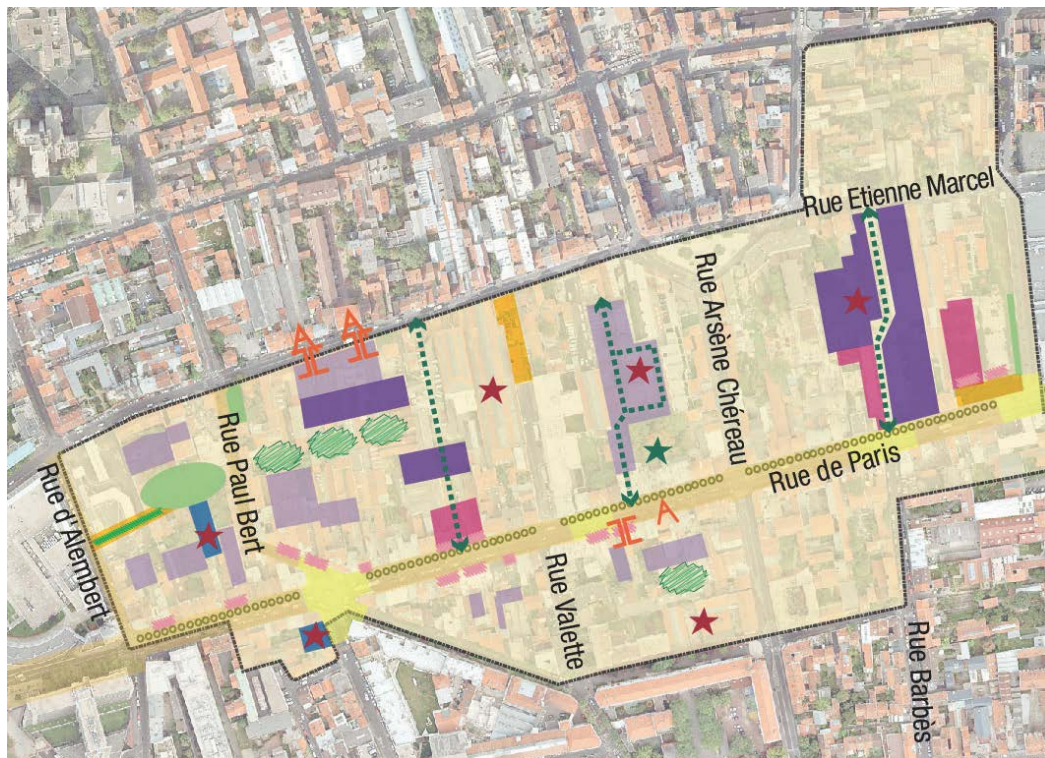 Rue Etienne Marcel
A
A
Rue Arsène Chéreau
Rue Paul Bert
Rue d'Alembert
Rue de Paris
A
Rue Valette
Rue Barbès